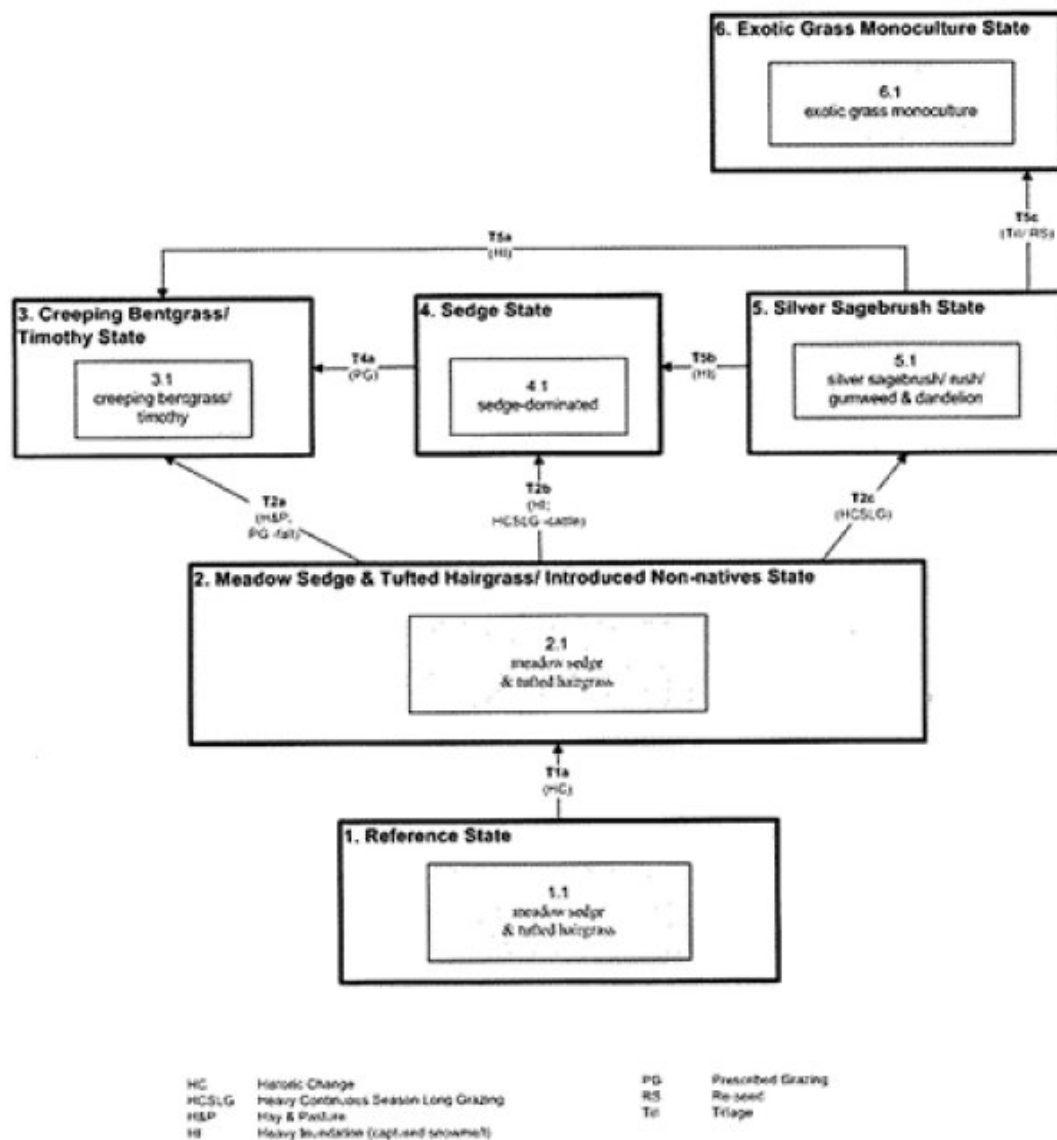 6. Exotic Grass Monoculture State
6.1
exotic grass monoculture
T5c
T5a
(HI)
3. Creeping Bentgrass/
Timothy State
3.1
creeping bentgrass/
timothy
T4a
(PG)
4. Sedge State
4.1
sedge-dominated
T5b
(HI)
5. Silver Sagebrush State
5.1
silver sagebrush/ rush/
gumweed & dandelion
T2a
(H&P;
PG -fall)
T2b
(HI;
HCSLG -cattle)
T2c
(HCSLG)
2. Meadow Sedge & Tufted Hairgrass/ Introduced Non-natives State
2.1
meadow sedge
& tufted hairgrass
T1a
(HC)
1. Reference State
1.1
meadow sedge
& tufted hairgrass
HC Historic Change
HCSLG Heavy Continuous Season Long Grazing
H&P Hay & Pasture
HI Heavy Inundation (captured snowmelt)
PG Prescribed Grazing
RS Re-seed
Triage